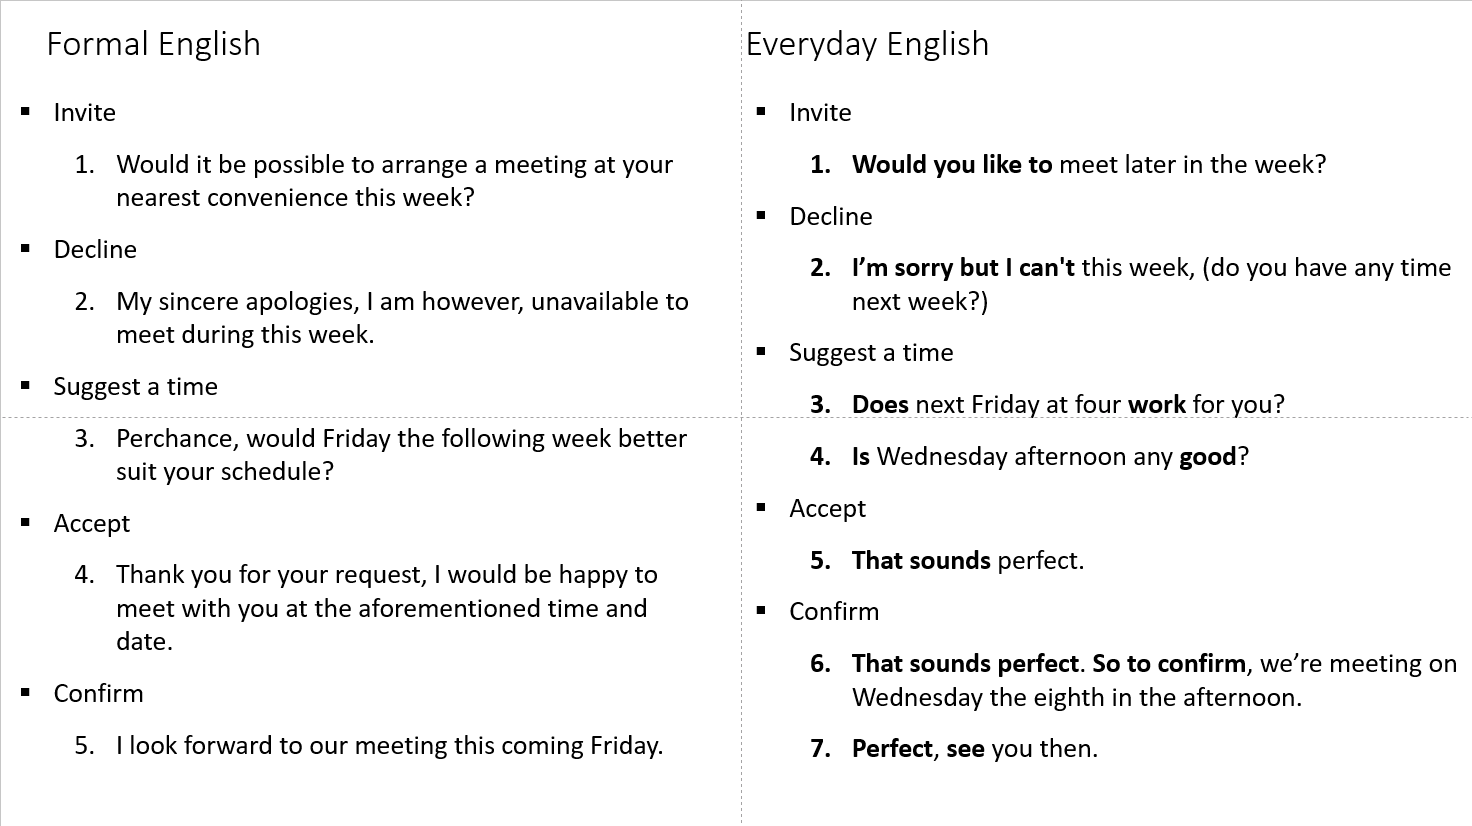 Formal English
▪ Invite
1. Would it be possible to arrange a meeting at your
nearest convenience this week?
▪ Decline
2. My sincere apologies, I am however, unavailable to
meet during this week.
▪ Suggest a time
3. Perchance, would Friday the following week better
suit your schedule?
▪ Accept
4. Thank you for your request, I would be happy to
meet with you at the aforementioned time and
date.
▪ Confirm
5. I look forward to our meeting this coming Friday.
Everyday English
▪ Invite
1. Would you like to meet later in the week?
▪ Decline
2. I’m sorry but I can't this week, (do you have any time
next week?)
▪ Suggest a time
3. Does next Friday at four work for you?
4. Is Wednesday afternoon any good?
▪ Accept
5. That sounds perfect.
▪ Confirm
6. That sounds perfect. So to confirm, we’re meeting on
Wednesday the eighth in the afternoon.
7. Perfect, see you then.